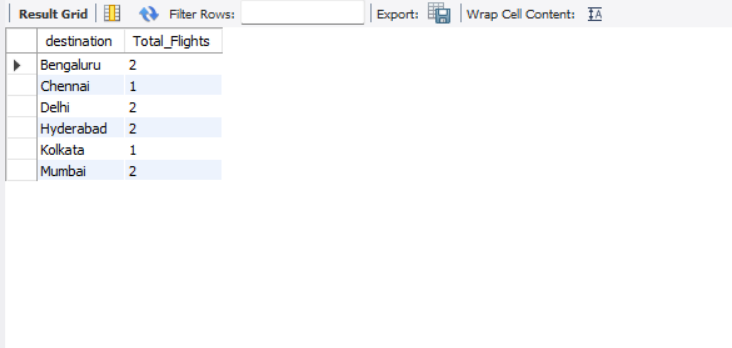 Result Grid Filter Rows: Export: Wrap Cell Content: IA
destination Total_Flights
Bengaluru 2
Chennai 1
Delhi 2
Hyderabad 2
Kolkata 1
Mumbai 2